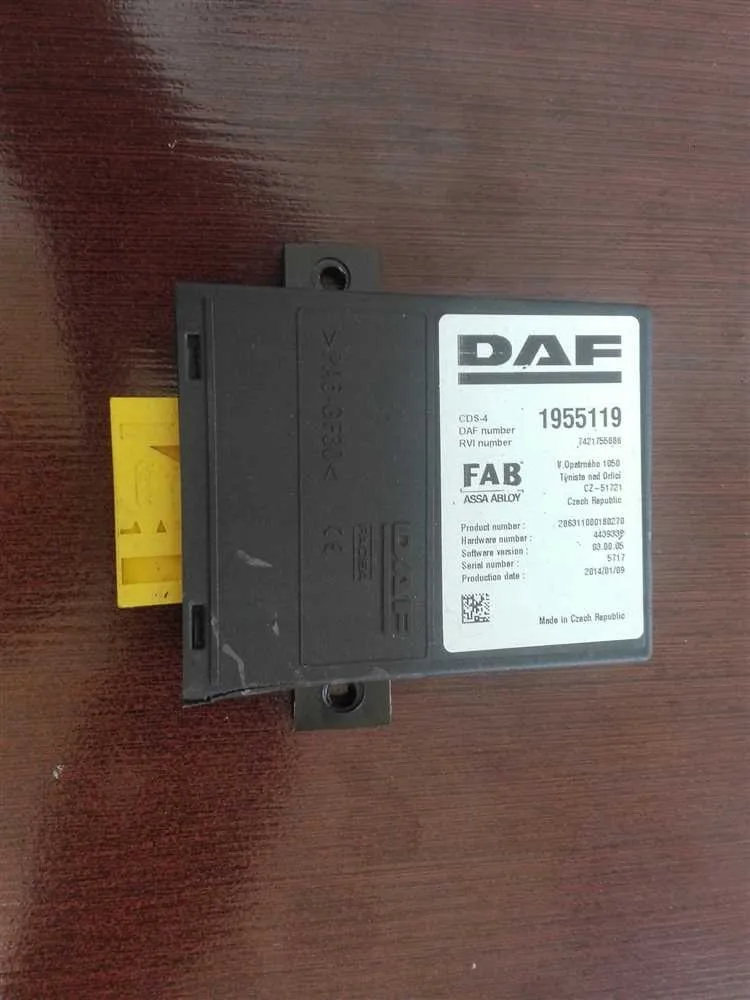 DAF
CDS-4
DAF number 1955119
RVI number 7421755686
FAB
ASSA ABLOY
V.Opatrného 1050
Týniste nad Orlicí
CZ-51721
Czech Republic
Product number : 286311000180270
Hardware number :
Software version : 03.00.05
Serial number : 5717
Production date : 2014/01/09
Made in Czech Republic
DAF